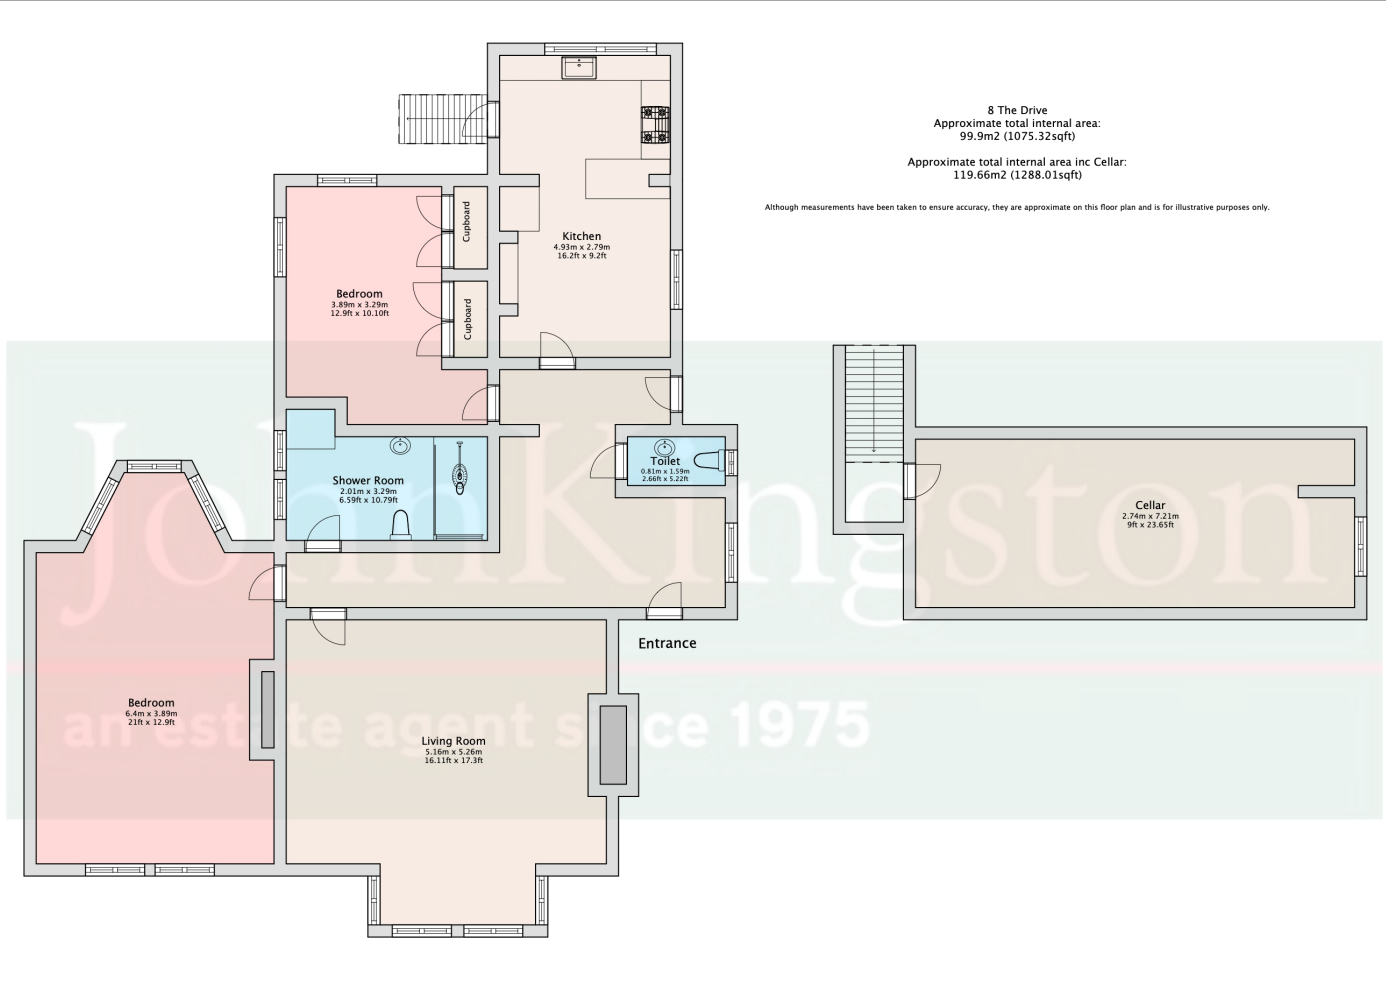 8 The Drive
Approximate total internal area:
99.9m2 (1075.32sqft)
Approximate total internal area inc Cellar:
119.66m2 (1288.01sqft)
Although measurements have been taken to ensure accuracy, they are approximate on this floor plan and is for illustrative purposes only.
Cupboard
Kitchen
4.93m x 2.79m
16.2ft x 9.2ft
Bedroom
3.89m x 3.29m
12.9ft x 10.10ft
Cupboard
Toilet
0.81m x 1.59m
2.66ft x 5.22ft
Shower Room
2.01m x 3.29m
6.59ft x 10.79ft
Cellar
2.74m x 7.21m
9ft x 23.65ft
JohnKingston
Entrance
Bedroom
6.4m x 3.89m
21ft x 12.9ft
an estate agent since 1975
Living Room
5.16m x 5.26m
16.11ft x 17.3ft